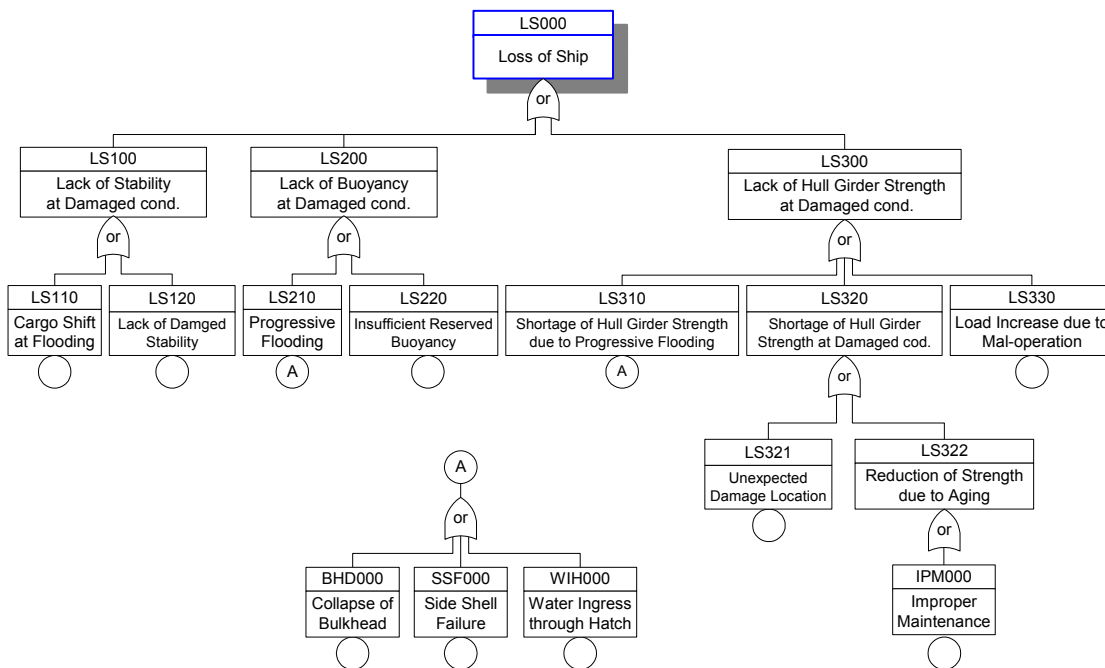 LS000
Loss of Ship
or
LS100
Lack of Stability
at Damaged cond.
or
LS200
Lack of Buoyancy
at Damaged cond.
or
LS300
Lack of Hull Girder Strength
at Damaged cond.
or
LS110
Cargo Shift
at Flooding
LS120
Lack of Damged
Stability
LS210
Progressive
Flooding
A
LS220
Insufficient Reserved
Buoyancy
LS310
Shortage of Hull Girder Strength
due to Progressive Flooding
A
LS320
Shortage of Hull Girder
Strength at Damaged cod.
or
LS330
Load Increase due to
Mal-operation
LS321
Unexpected
Damage Location
LS322
Reduction of Strength
due to Aging
or
IPM000
Improper
Maintenance
A
or
BHD000
Collapse of
Bulkhead
SSF000
Side Shell
Failure
WIH000
Water Ingress
through Hatch